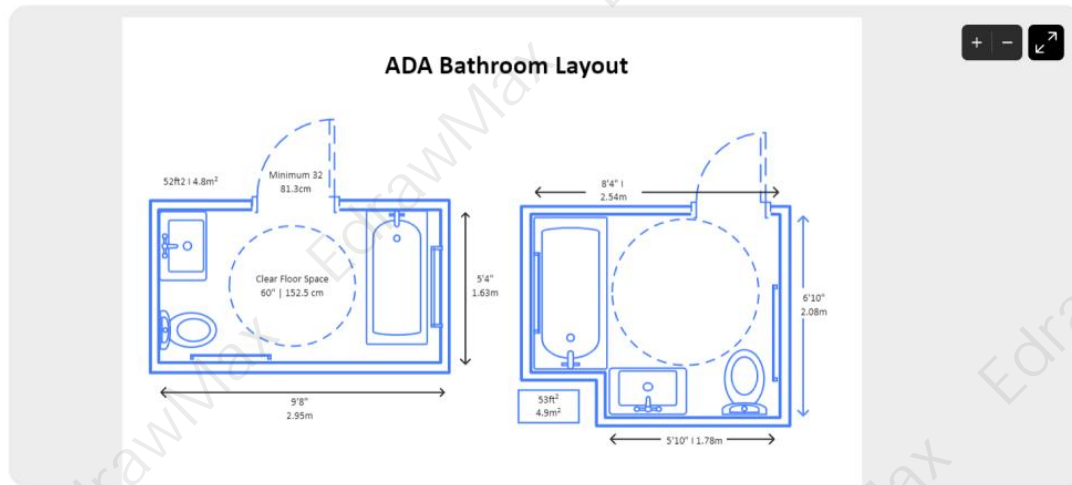 ADA Bathroom Layout
52ft2 I 4.8m²
Minimum 32
81.3cm
Clear Floor Space
60" | 152.5 cm
5'4"
1.63m
9'8"
2.95m
8'4" I
2.54m
6'10"
2.08m
53ft²
4.9m²
5'10" I 1.78m
EdrawMax
EdrawMax